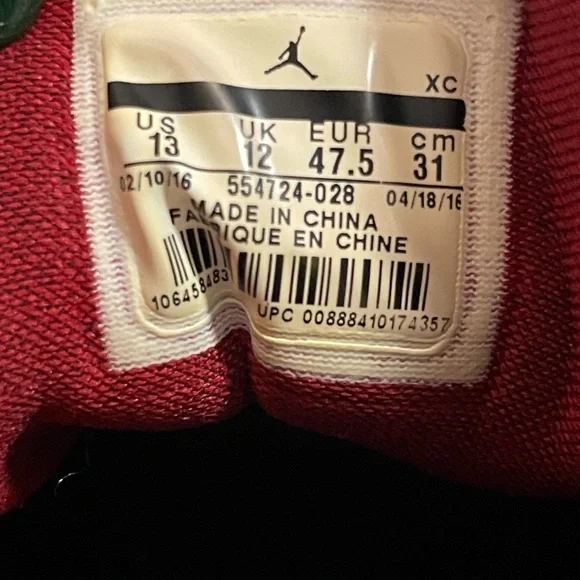 XC
US UK EUR cm
13 12 47.5 31
02/10/16 554724-028 04/18/16
MADE IN CHINA
FABRIQUE EN CHINE
106458483
UPC 00888410174357